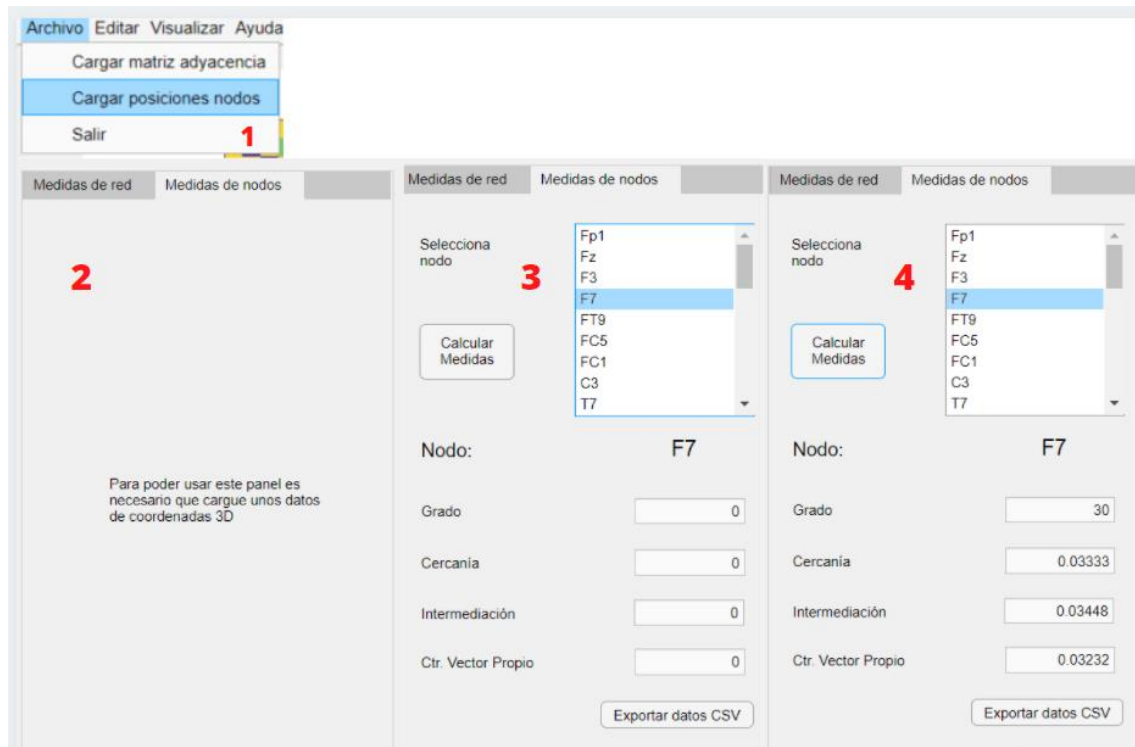 Archivo Editar Visualizar Ayuda
Cargar matriz adyacencia
Cargar posiciones nodos
Salir
1
Medidas de red Medidas de nodos
2
Para poder usar este panel es
necesario que cargue unos datos
de coordenadas 3D
Medidas de red Medidas de nodos
Selecciona
nodo
3
Fp1
Fz
F3
F7
FT9
FC5
FC1
C3
T7
Calcular
Medidas
Nodo: F7
Grado 0
Cercanía 0
Intermediación 0
Ctr. Vector Propio 0
Exportar datos CSV
Medidas de red Medidas de nodos
Selecciona
nodo
4
Fp1
Fz
F3
F7
FT9
FC5
FC1
C3
T7
Calcular
Medidas
Nodo: F7
Grado 30
Cercanía 0.03333
Intermediación 0.03448
Ctr. Vector Propio 0.03232
Exportar datos CSV